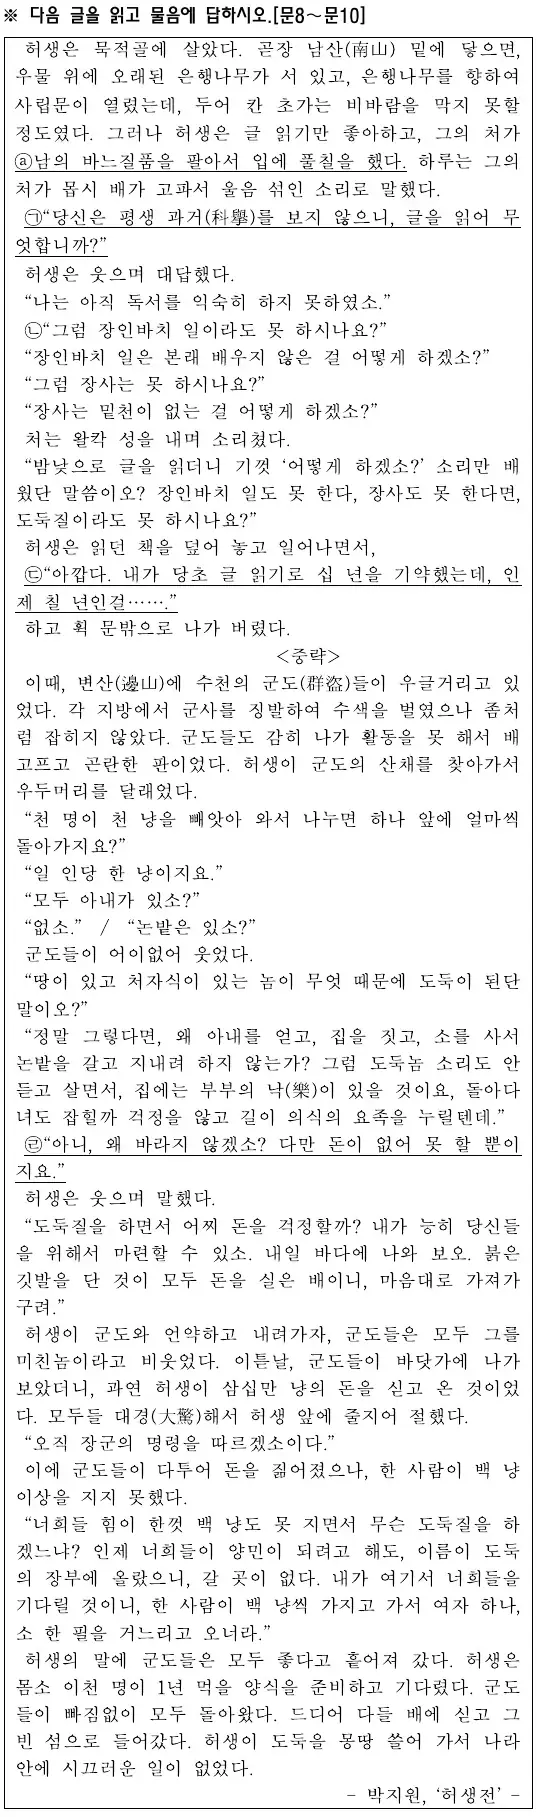 ※ 다음 글을 읽고 물음에 답하시오.[문8～문10]
허생은 묵적골에 살았다. 곧장 남산(南山) 밑에 닿으면,
우물 위에 오래된 은행나무가 서 있고, 은행나무를 향하여
사립문이 열렸는데, 두어 칸 초가는 비바람을 막지 못할
정도였다. 그러나 허생은 글 읽기만 좋아하고, 그의 처가
ⓐ남의 바느질품을 팔아서 입에 풀칠을 했다. 하루는 그의
처가 몹시 배가 고파서 울음 섞인 소리로 말했다.
㉠“당신은 평생 과거(科擧)를 보지 않으니, 글을 읽어 무
엇합니까?”
허생은 웃으며 대답했다.
“나는 아직 독서를 익숙히 하지 못하였소.”
㉡“그럼 장인바치 일이라도 못 하시나요?”
“장인바치 일은 본래 배우지 않은 걸 어떻게 하겠소?”
“그럼 장사는 못 하시나요?”
“장사는 밑천이 없는 걸 어떻게 하겠소?”
처는 왈칵 성을 내며 소리쳤다.
“밤낮으로 글을 읽더니 기껏 ‘어떻게 하겠소?’ 소리만 배
웠단 말씀이오? 장인바치 일도 못 한다, 장사도 못 한다면,
도둑질이라도 못 하시나요?”
허생은 읽던 책을 덮어 놓고 일어나면서,
㉢“아깝다. 내가 당초 글 읽기로 십 년을 기약했는데, 인
제 칠 년인걸…….”
하고 획 문밖으로 나가 버렸다.
<중략>
이때, 변산(邊山)에 수천의 군도(群盜)들이 우글거리고 있
었다. 각 지방에서 군사를 징발하여 수색을 벌였으나 좀처
럼 잡히지 않았다. 군도들도 감히 나가 활동을 못 해서 배
고프고 곤란한 판이었다. 허생이 군도의 산채를 찾아가서
우두머리를 달래었다.
“천 명이 천 냥을 빼앗아 와서 나누면 하나 앞에 얼마씩
돌아가지요?”
“일 인당 한 냥이지요.”
“모두 아내가 있소?”
“없소.” / “논밭은 있소?”
군도들이 어이없어 웃었다.
“땅이 있고 처자식이 있는 놈이 무엇 때문에 도둑이 된단
말이오?”
“정말 그렇다면, 왜 아내를 얻고, 집을 짓고, 소를 사서
논밭을 갈고 지내려 하지 않는가? 그럼 도둑놈 소리도 안
듣고 살면서, 집에는 부부의 낙(樂)이 있을 것이요, 돌아다
녀도 잡힐까 걱정을 않고 길이 의식의 요족을 누릴텐데.”
㉣“아니, 왜 바라지 않겠소? 다만 돈이 없어 못 할 뿐이
지요.”
허생은 웃으며 말했다.
“도둑질을 하면서 어찌 돈을 걱정할까? 내가 능히 당신들
을 위해서 마련할 수 있소. 내일 바다에 나와 보오. 붉은
깃발을 단 것이 모두 돈을 실은 배이니, 마음대로 가져가
구려.”
허생이 군도와 언약하고 내려가자, 군도들은 모두 그를
미친놈이라고 비웃었다. 이튿날, 군도들이 바닷가에 나가
보았더니, 과연 허생이 삼십만 냥의 돈을 싣고 온 것이었
다. 모두들 대경(大驚)해서 허생 앞에 줄지어 절했다.
“오직 장군의 명령을 따르겠소이다.”
이에 군도들이 다투어 돈을 짊어졌으나, 한 사람이 백 냥
이상을 지지 못했다.
“너희들 힘이 한껏 백 냥도 못 지면서 무슨 도둑질을 하
겠느냐? 인제 너희들이 양민이 되려고 해도, 이름이 도둑
의 장부에 올랐으니, 갈 곳이 없다. 내가 여기서 너희들을
기다릴 것이니, 한 사람이 백 냥씩 가지고 가서 여자 하나,
소 한 필을 거느리고 오너라.”
허생의 말에 군도들은 모두 좋다고 흩어져 갔다. 허생은
몸소 이천 명이 1년 먹을 양식을 준비하고 기다렸다. 군도
들이 빠짐없이 모두 돌아왔다. 드디어 다들 배에 싣고 그
빈 섬으로 들어갔다. 허생이 도둑을 몽땅 쓸어 가서 나라
안에 시끄러운 일이 없었다.
- 박지원, ‘허생전’ -